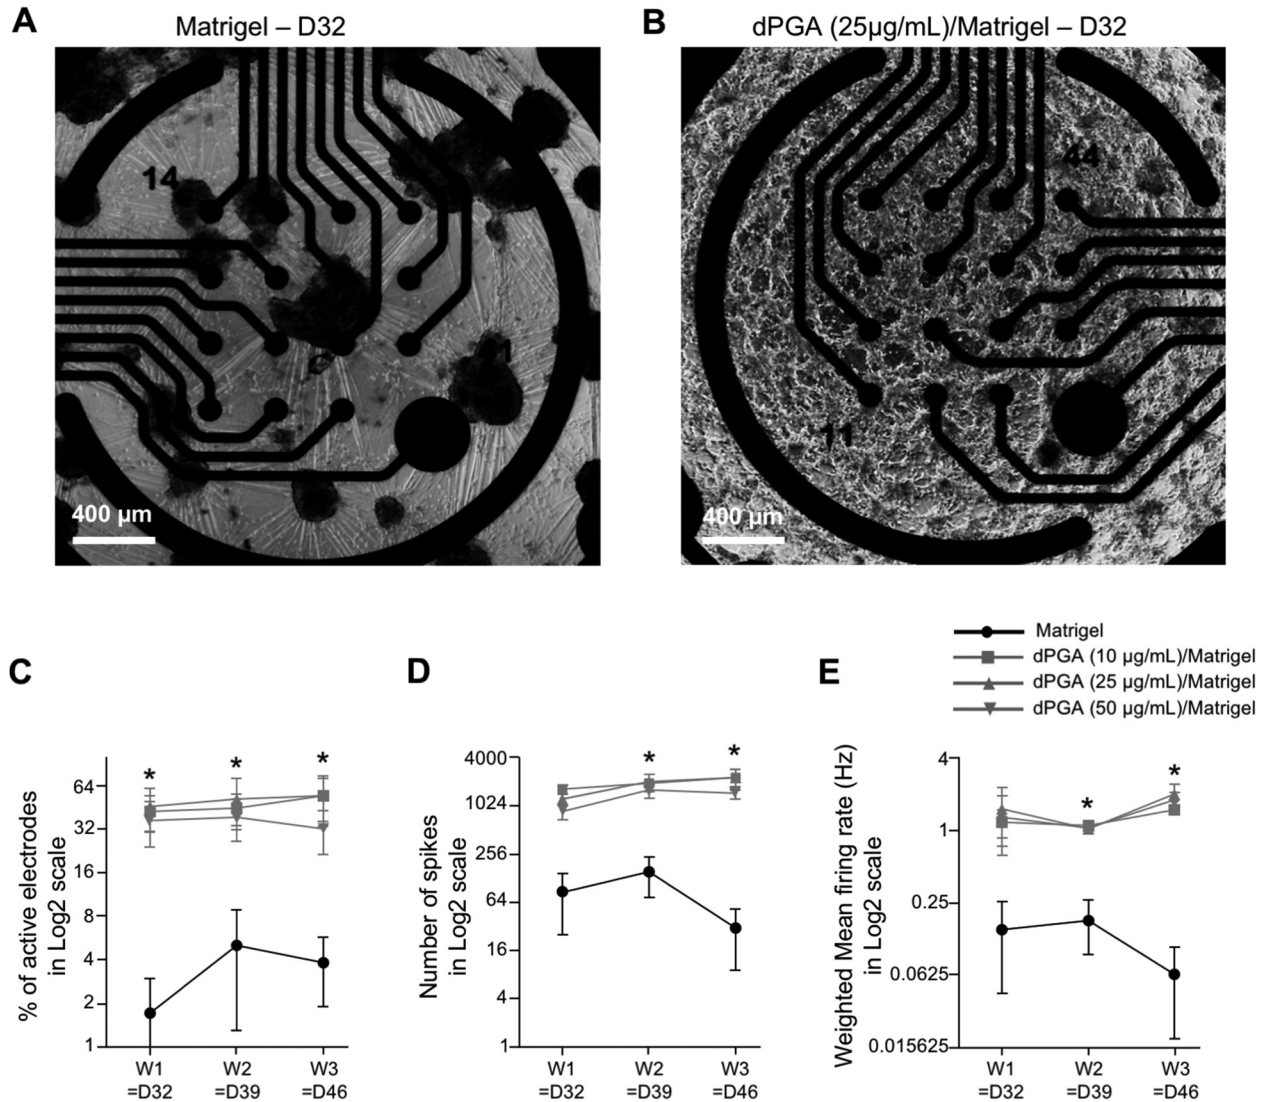 A
Matrigel – D32
B
dPGA (25µg/mL)/Matrigel – D32
14
44
11
400 µm
400 µm
Matrigel
dPGA (10 µg/mL)/Matrigel
dPGA (25 µg/mL)/Matrigel
dPGA (50 µg/mL)/Matrigel
C
% of active electrodes
in Log2 scale
64
32
16
8
4
2
1
*
*
*
W1
=D32
W2
=D39
W3
=D46
D
Number of spikes
in Log2 scale
4000
1024
256
64
16
4
1
*
*
W1
=D32
W2
=D39
W3
=D46
E
Weighted Mean firing rate (Hz)
in Log2 scale
4
1
0.25
0.0625
0.015625
*
*
W1
=D32
W2
=D39
W3
=D46